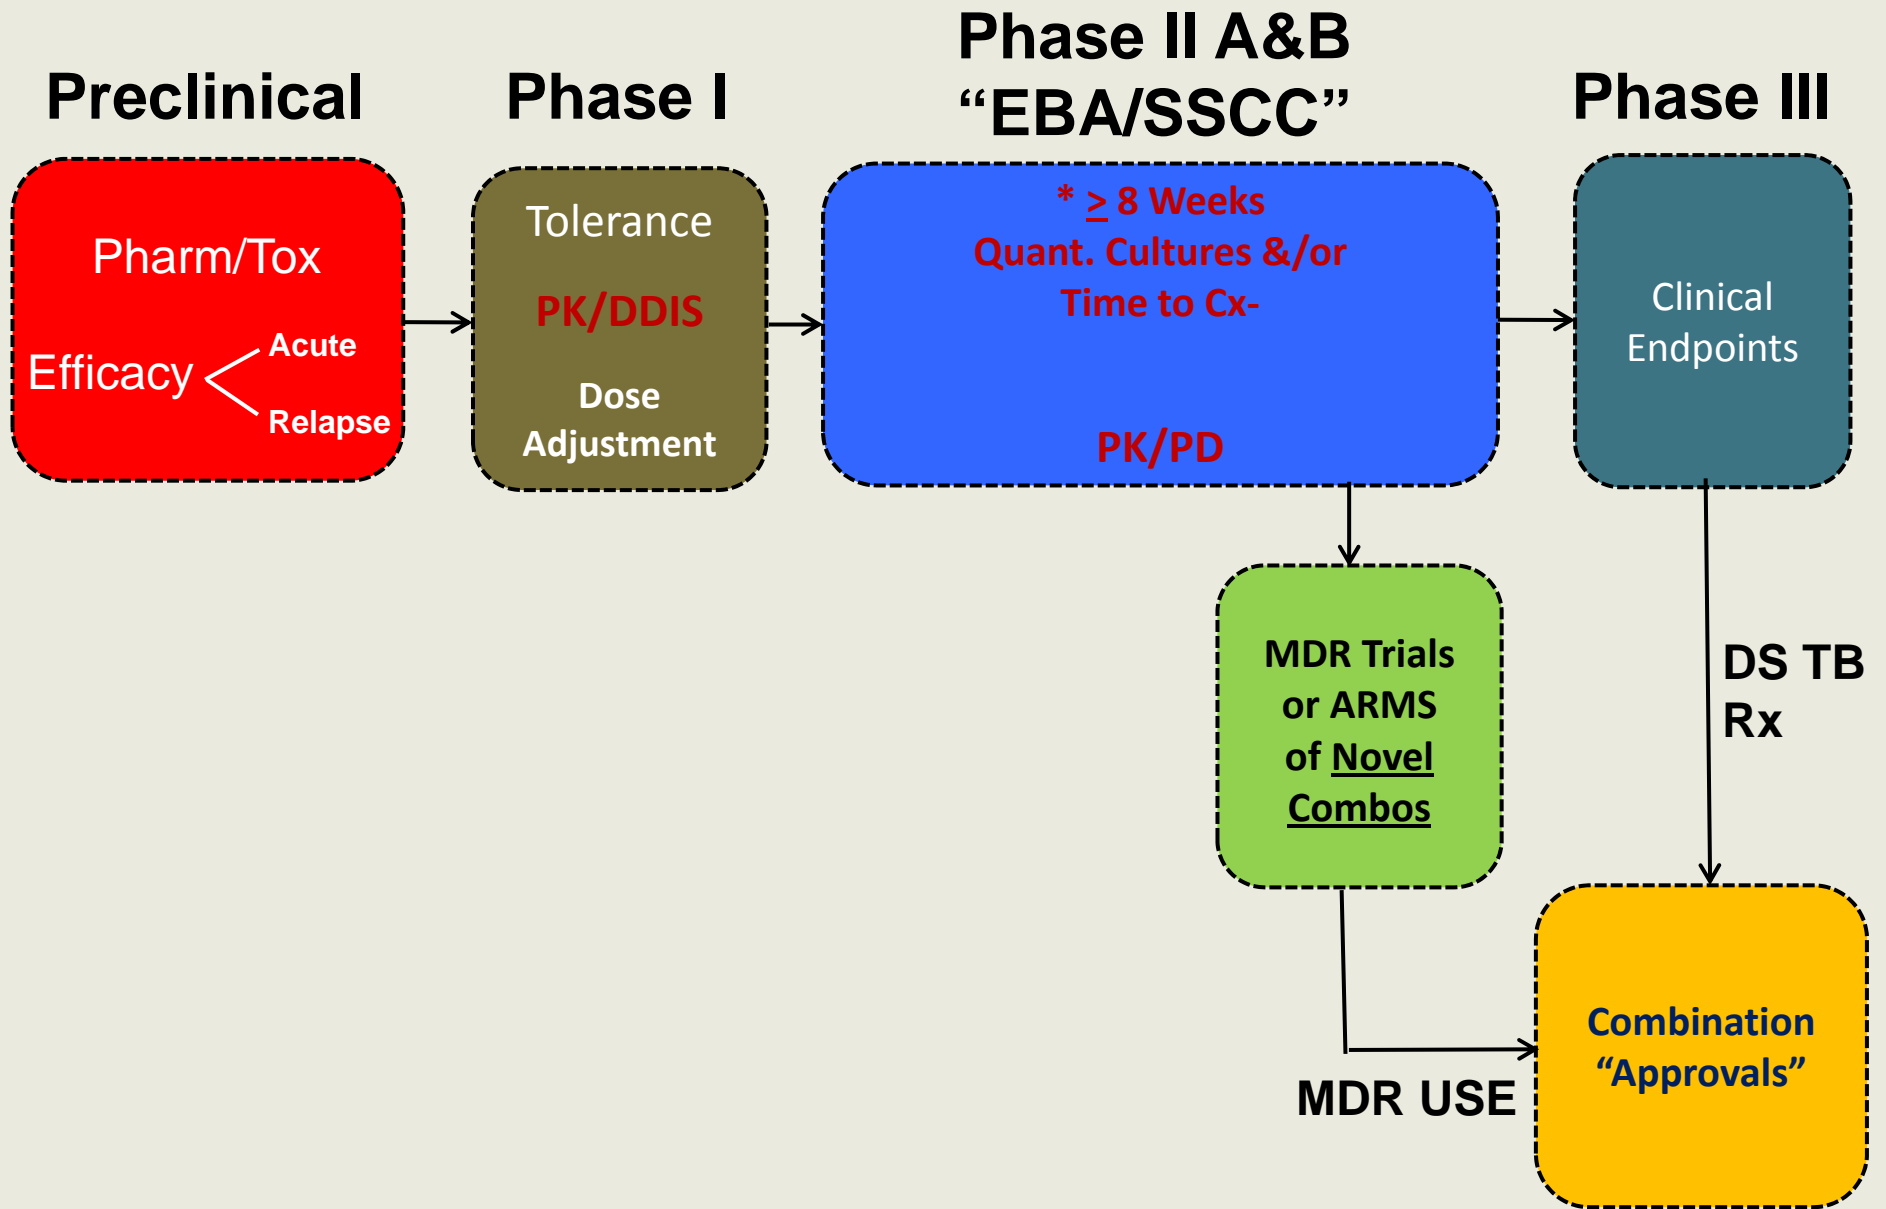 Preclinical
Phase I
Phase II A&B
“EBA/SSCC”
Phase III
Pharm/Tox
Efficacy
Acute
Relapse
Tolerance
PK/DDIS
Dose
Adjustment
* ≥ 8 Weeks
Quant. Cultures &/or
Time to Cx-
PK/PD
Clinical
Endpoints
MDR Trials
or ARMS
of Novel
Combos
DS TB
Rx
MDR USE
Combination
“Approvals”